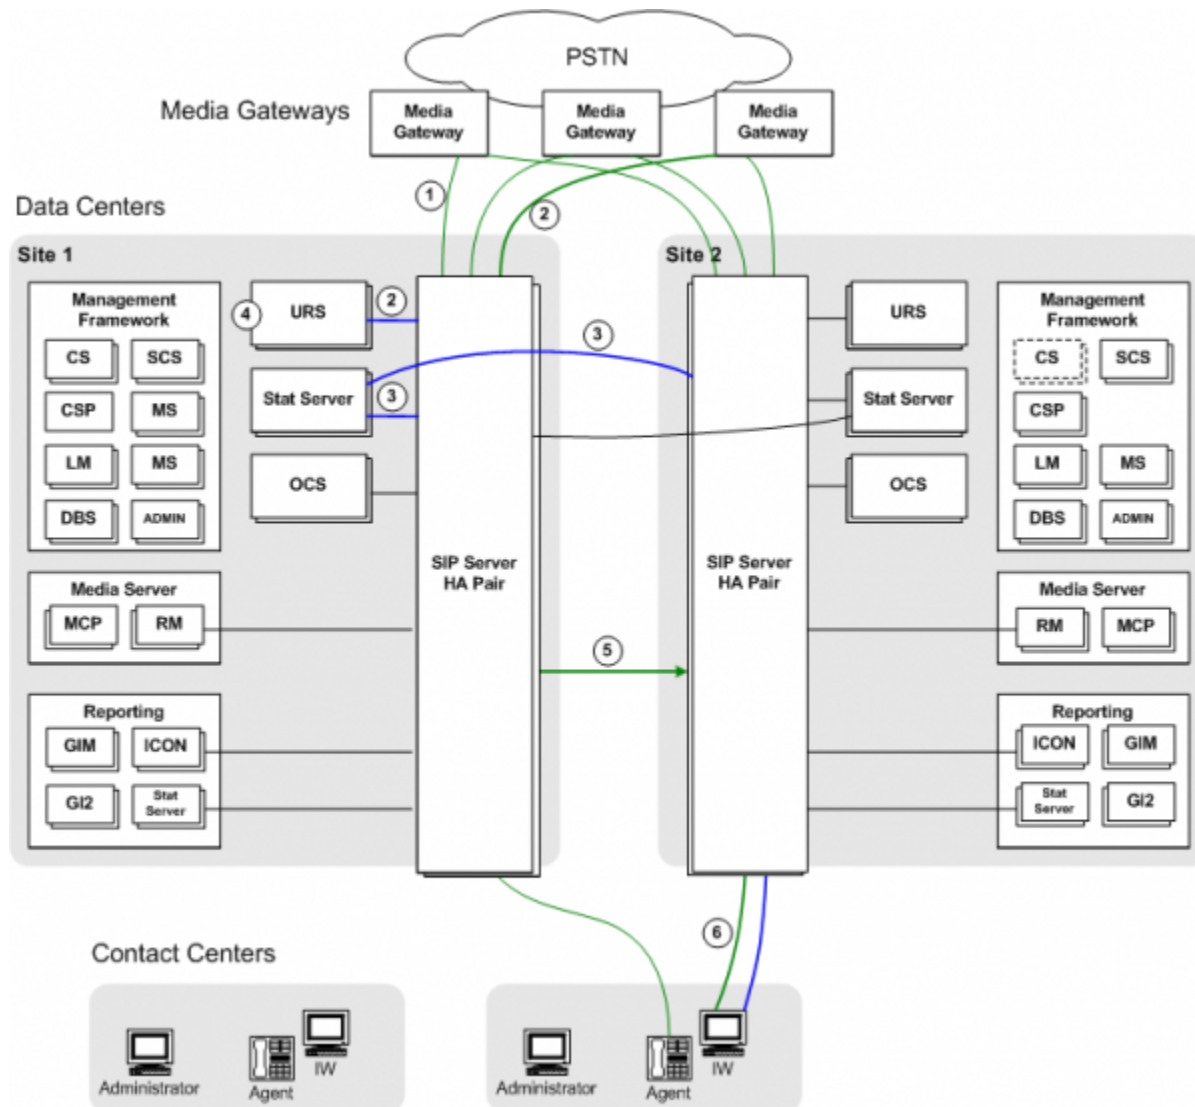 PSTN
Media Gateways
Media
Gateway
Media
Gateway
Media
Gateway
1
2
Data Centers
Site 1
Management
Framework
CS
SCS
CSP
MS
LM
MS
DBS
ADMIN
4
URS
2
Stat Server
3
OCS
3
SIP Server
HA Pair
Media Server
MCP
RM
5
Reporting
GIM
ICON
GI2
Stat
Server
Site 2
SIP Server
HA Pair
URS
Stat Server
OCS
Management
Framework
CS
SCS
CSP
LM
MS
DBS
ADMIN
Media Server
RM
MCP
Reporting
ICON
GIM
Stat
Server
GI2
6
Contact Centers
Administrator
Agent
IW
Administrator
Agent
IW